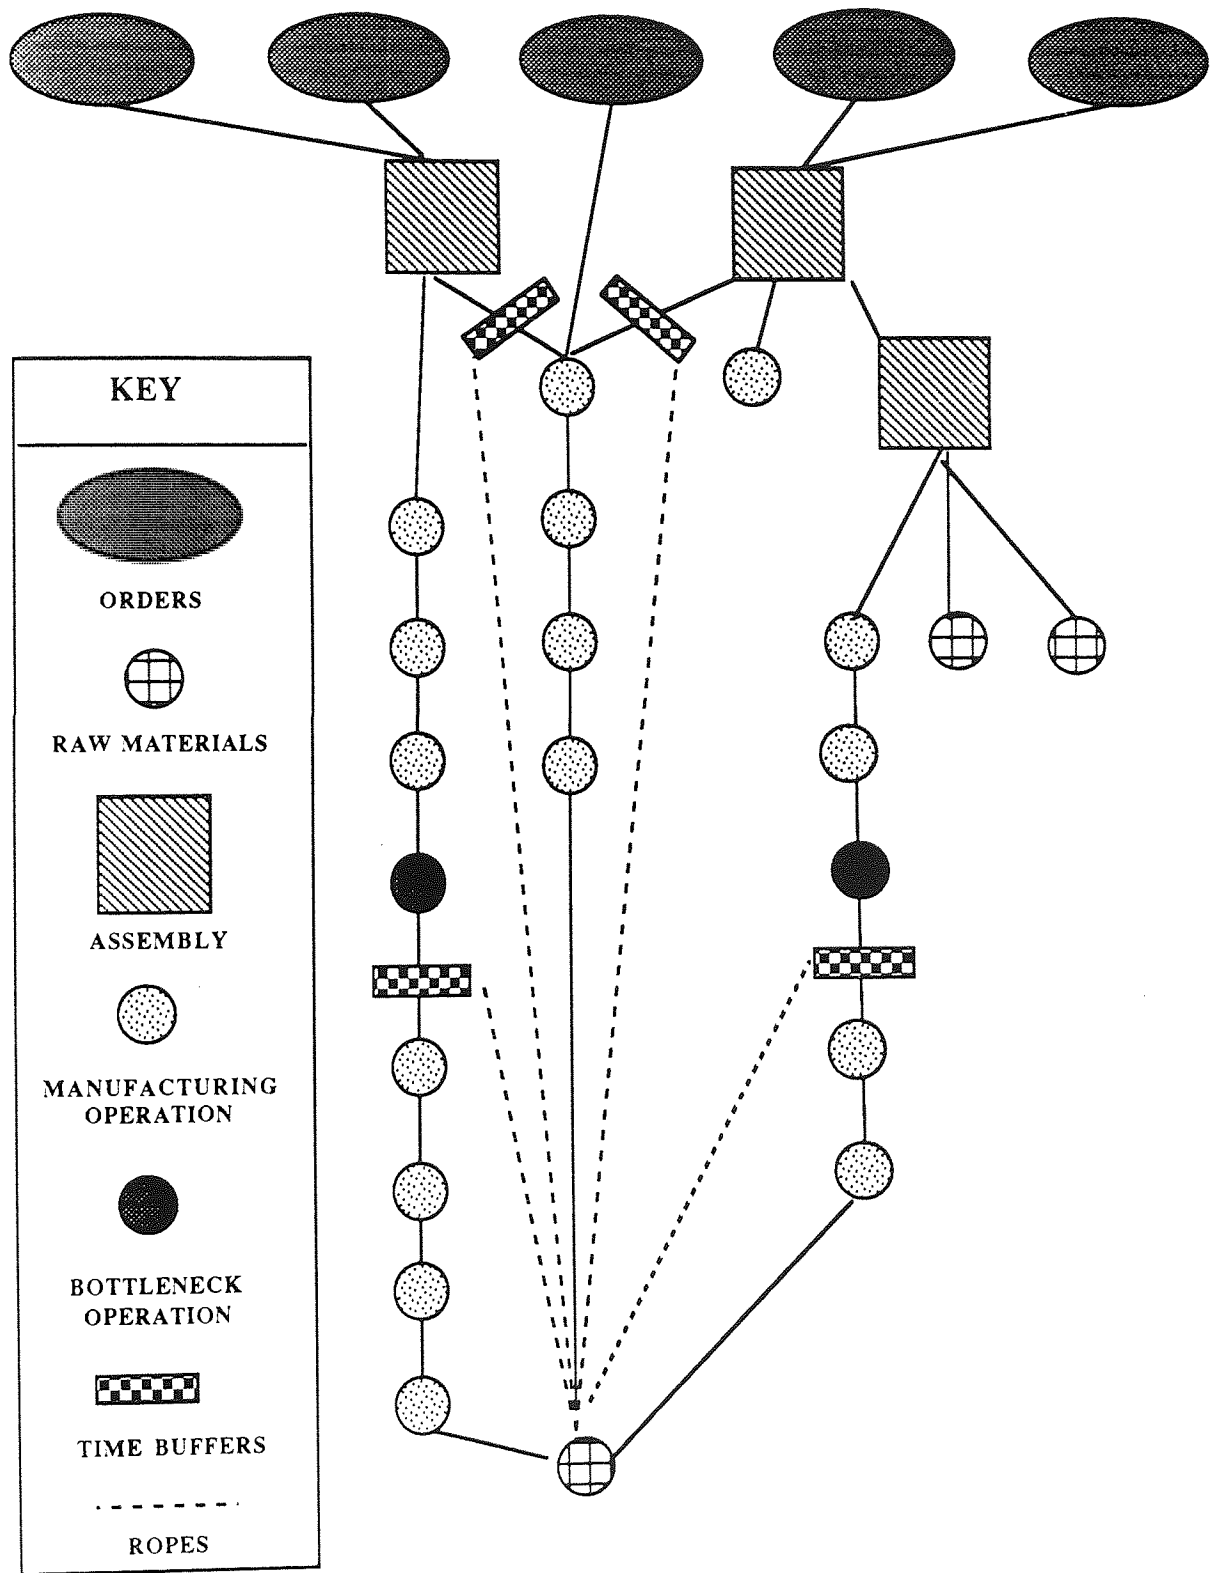 KEY
ORDERS
RAW MATERIALS
ASSEMBLY
MANUFACTURING
OPERATION
BOTTLENECK
OPERATION
TIME BUFFERS
ROPES